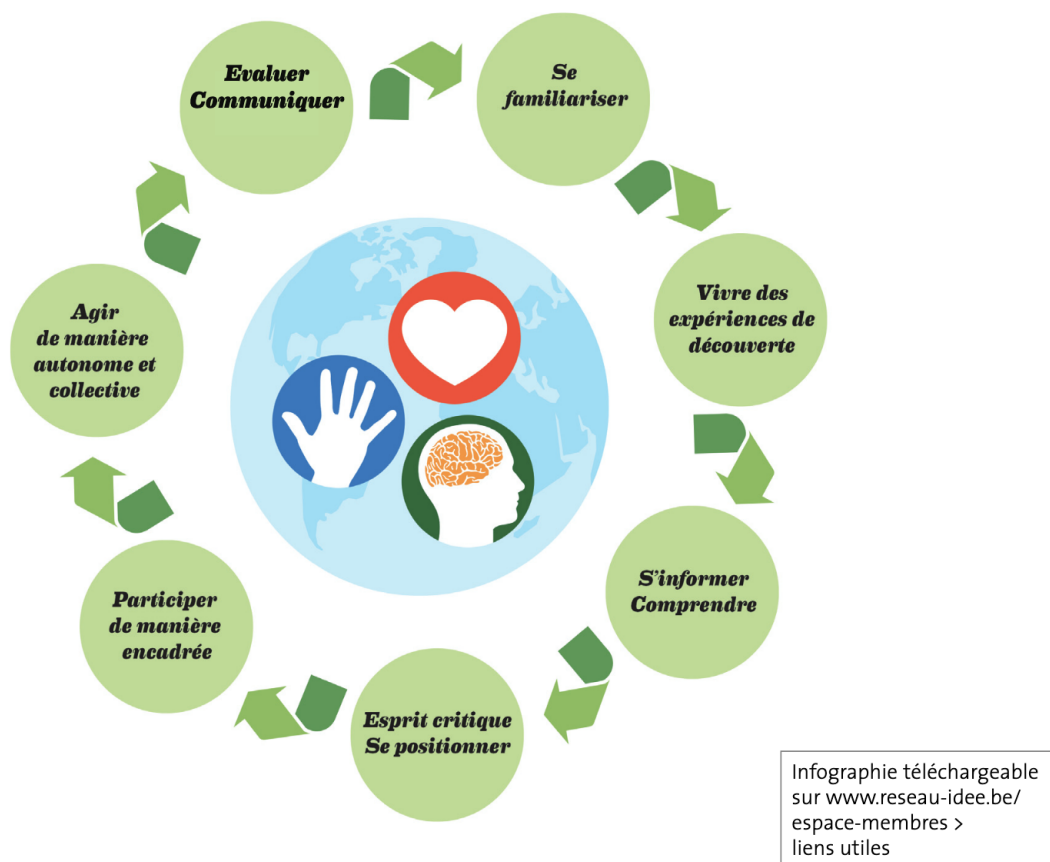 Evaluer
Communiquer
Se
familiariser
Vivre des
expériences de
découverte
S'informer
Comprendre
Esprit critique
Se positionner
Participer
de manière
encadrée
Agir
de manière
autonome et
collective
Infographie téléchargeable
sur www.reseau-idee.be/
espace-membres >
liens utiles